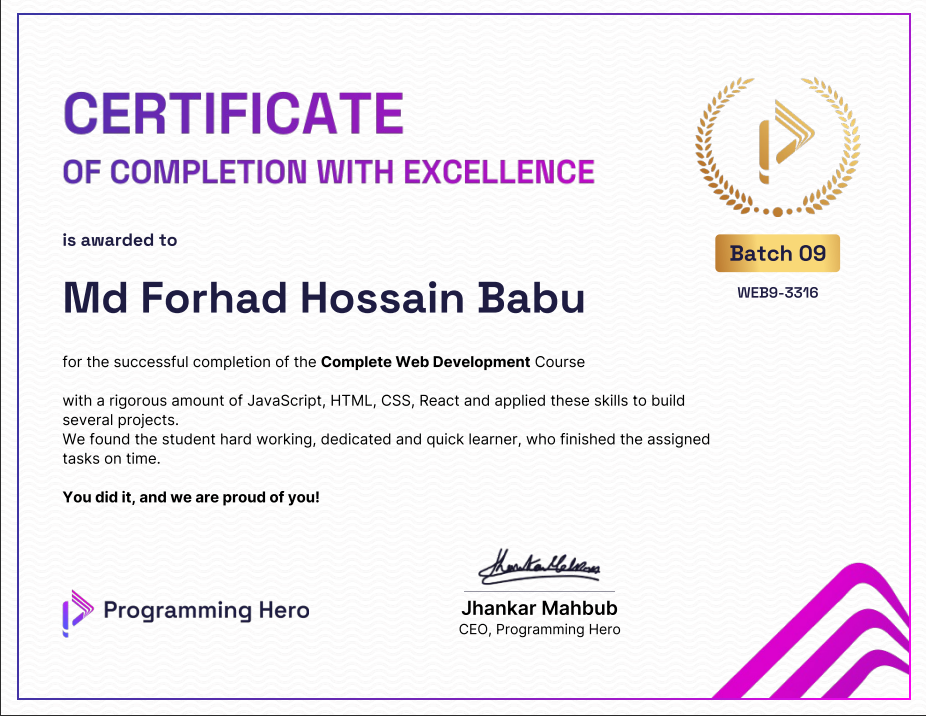 CERTIFICATE
OF COMPLETION WITH EXCELLENCE
is awarded to
Md Forhad Hossain Babu
Batch 09
WEB9-3316
for the successful completion of the Complete Web Development Course
with a rigorous amount of JavaScript, HTML, CSS, React and applied these skills to build
several projects.
We found the student hard working, dedicated and quick learner, who finished the assigned
tasks on time.
You did it, and we are proud of you!
Programming Hero
Jhankar Mahbub
CEO, Programming Hero